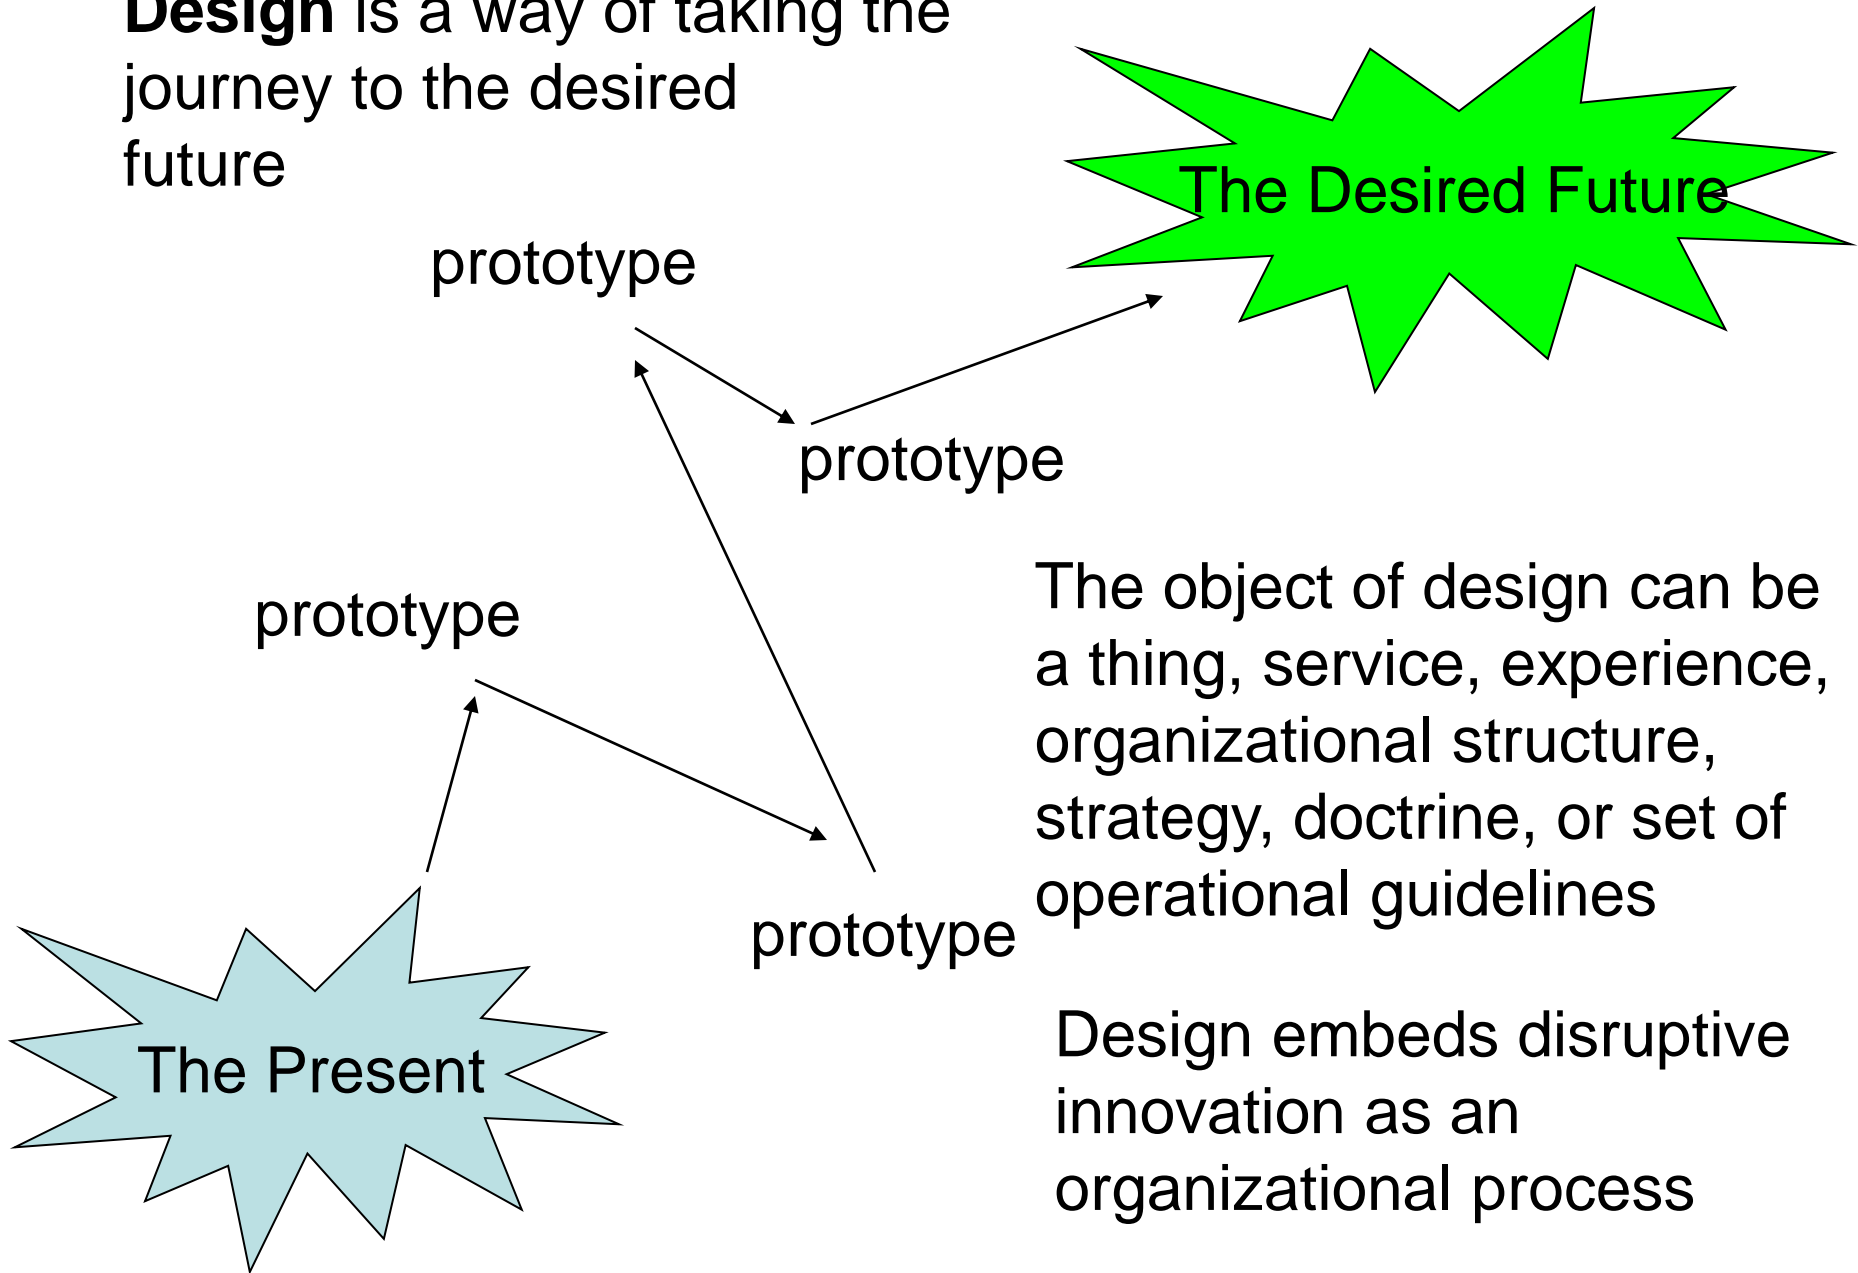 Design is a way of taking the
journey to the desired
future
The Desired Future
prototype
prototype
prototype
The object of design can be
a thing, service, experience,
organizational structure,
strategy, doctrine, or set of
operational guidelines
prototype
The Present
Design embeds disruptive
innovation as an
organizational process